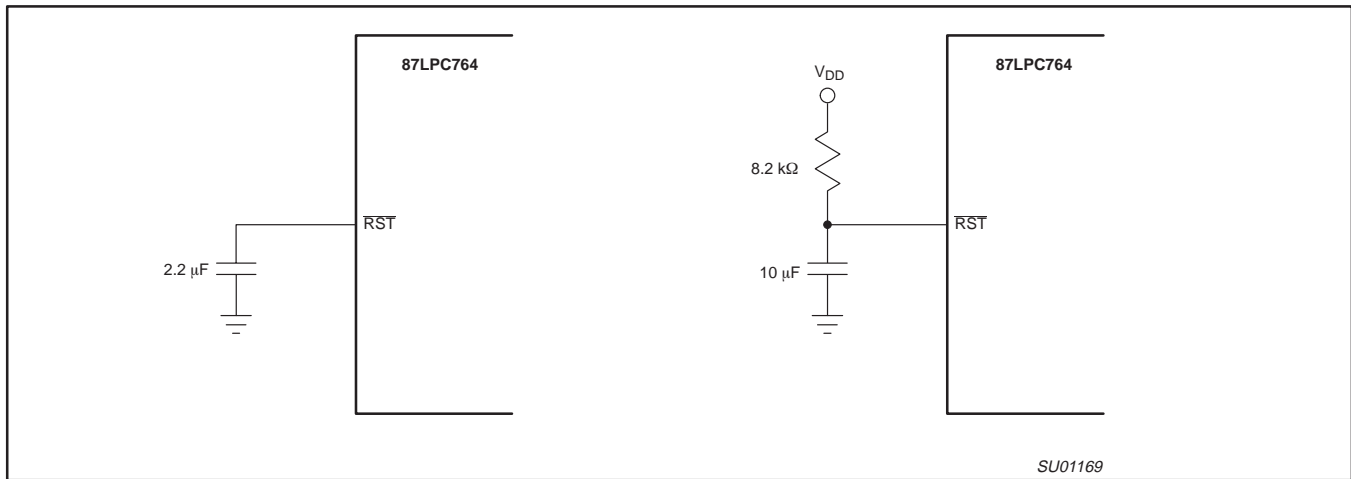 87LPC764
RST
2.2 μF
87LPC764
VDD
8.2 kΩ
RST
10 μF
SU01169